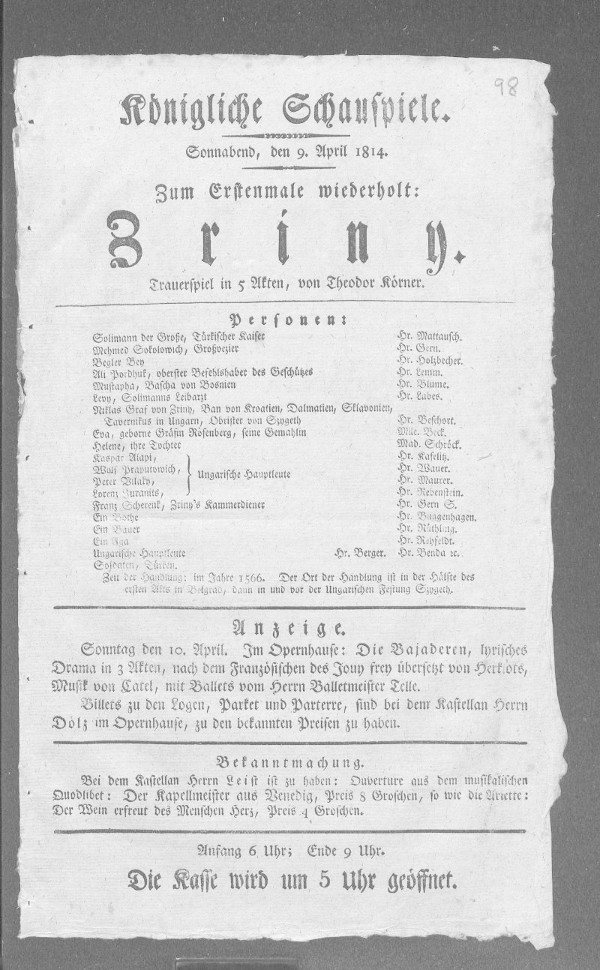 98
Königliche Schauspiele.
Sonnabend, den 9. April 1814.
Zum Erstenmale wiederholt:
Zriny.
Trauerspiel in 5 Akten, von Theodor Körner.
Personen:
Soliman der Große, Türkischer Kaiser Hr. Mattausch.
Mehmed Sokolowich, Großvezier Hr. Gern.
Begler Bey Hr. Holzbecher.
Ali Pordhuk, oberster Befehlshaber des Geschützes Hr. Lemm.
Mustapha, Bascha von Bosnien Hr. Blume.
Levy, Solimanns Leibarzt Hr. Labes.
Niklas Graf von Zriny, Ban von Kroatien, Dalmatien, Sklavonien,
Tavernikus in Ungarn, Obrister von Szygeth Hr. Beschort.
Eva, geborne Gräfin Rosenberg, seine Gemahlin Beck.
Helene, ihre Tochter Mad. Schröck.
Kaspar Alapi, Hr. Kaselitz.
Wolf Hr. Wauer.
Peter Vilaky, Hr. Maurer.
Lorenz Juranits, Hr. Rebenstein.
Ungarische Hauptleute
Franz Scherenk, Zriny's Kammerdiener Hr. Gern S.
Ein Bothe Hr. Buggenhagen.
Ein Bauer Hr. Rüthling.
Ein Aga Hr. Rehfeldt.
Ungarische Hauptleute Hr. Berger. Hr. Benda ꝛc.
Soldaten, Türken.
Zeit der Handlung: im Jahre 1566. Der Ort der Handlung ist in der Hälfte des
ersten Akts in Belgrad, dann in und vor der Ungarischen Festung Szygeth.
Anzeige.
Sonntag den 10. April. Im Opernhause: Die Bajaderen, lyrisches
Drama in 3 Akten, nach dem Französischen des Jouy frey übersetzt von Herklots,
Musik von Catel, mit Ballets vom Herrn Balletmeister Telle.
Billets zu den Logen, Parket und Parterre, sind bei dem Kastellan Herrn
Dölz im Opernhause, zu den bekannten Preisen zu haben.
Bekanntmachung.
Bei dem Kastellan Herrn Leist ist zu haben: Ouverture aus dem musikalischen
Quodlibet: Der Kapellmeister aus Venedig, Preis 8 Groschen, so wie die Ariette:
Der Wein erfreut des Menschen Herz, Preis 4 Groschen.
Anfang 6 Uhr; Ende 9 Uhr.
Die Kasse wird um 5 Uhr geöffnet.